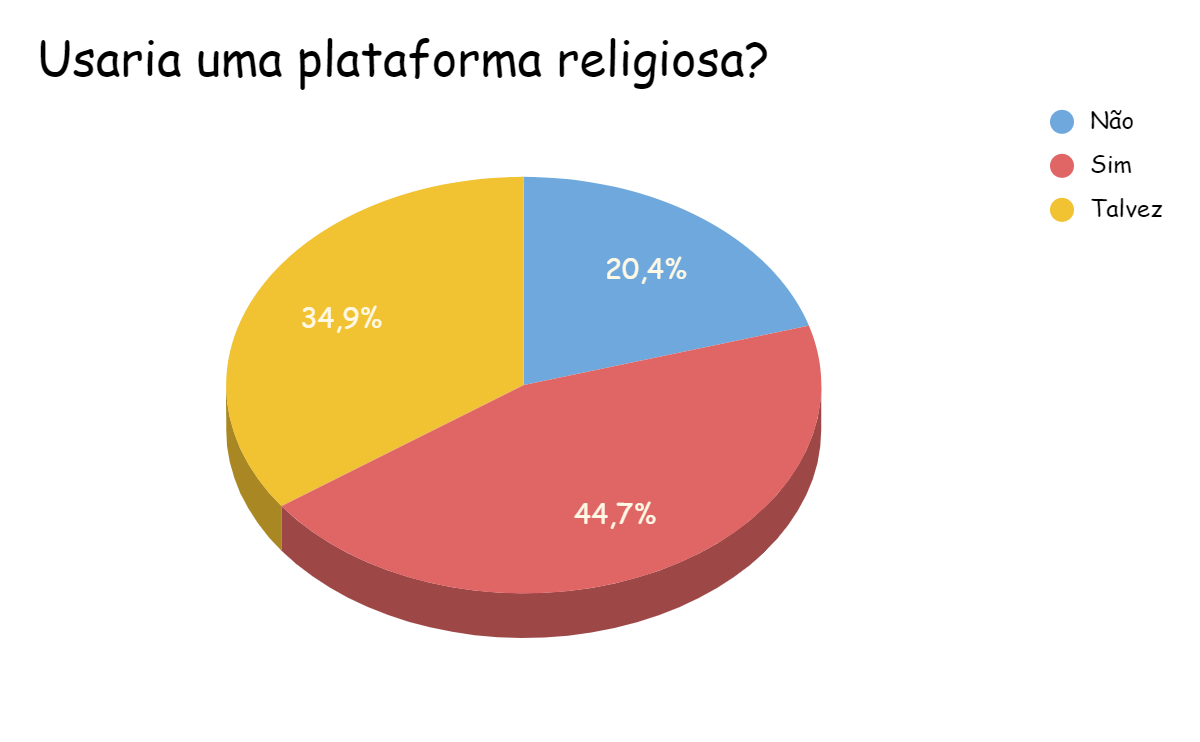 Usaria uma plataforma religiosa?
Não
Sim
Talvez
20,4%
34,9%
44,7%